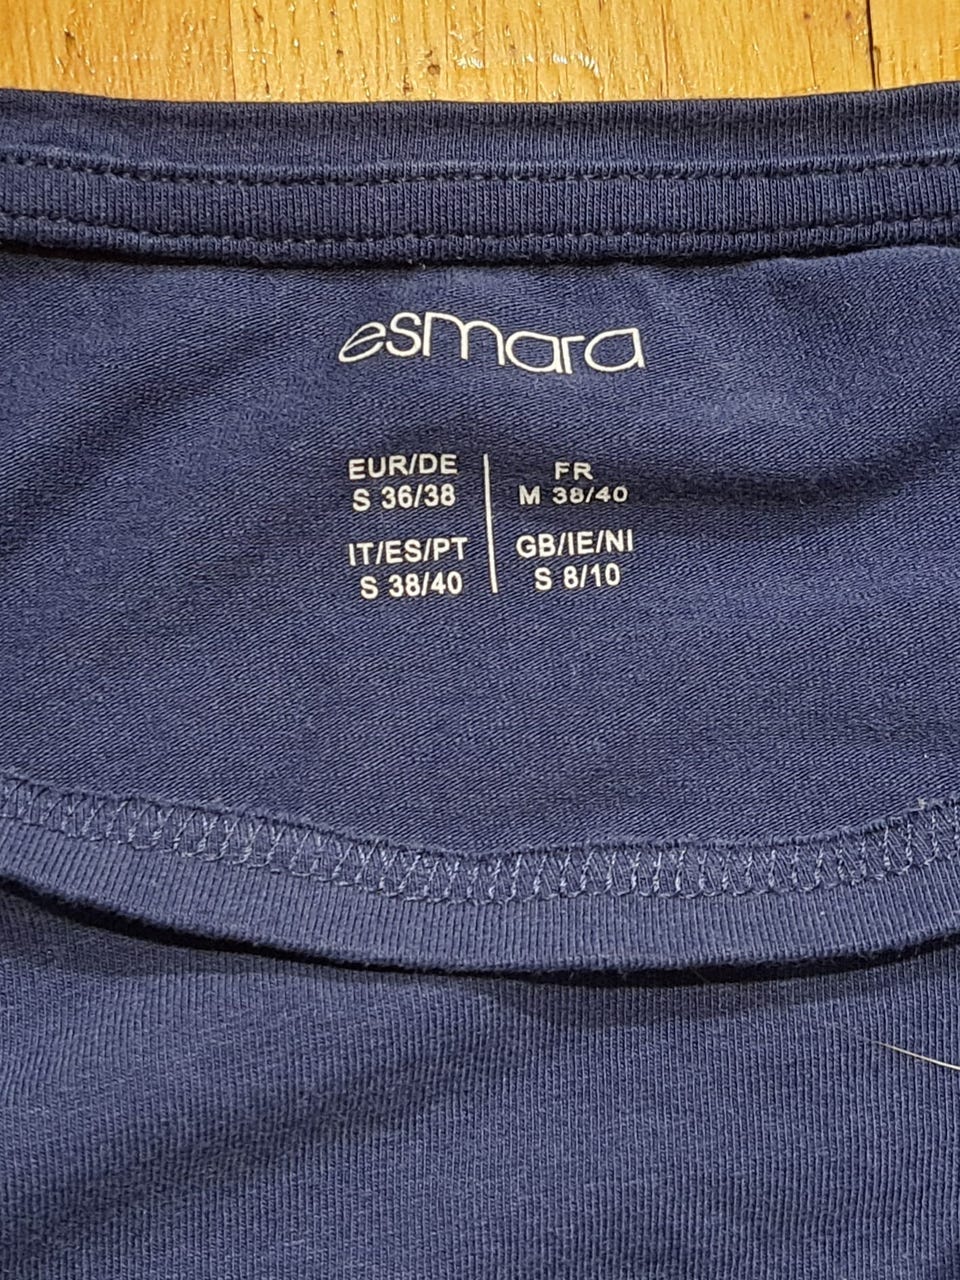 esmara
EUR/DE
S 36/38
FR
M 38/40
IT/ES/PT
S 38/40
GB/IE/NI
S 8/10